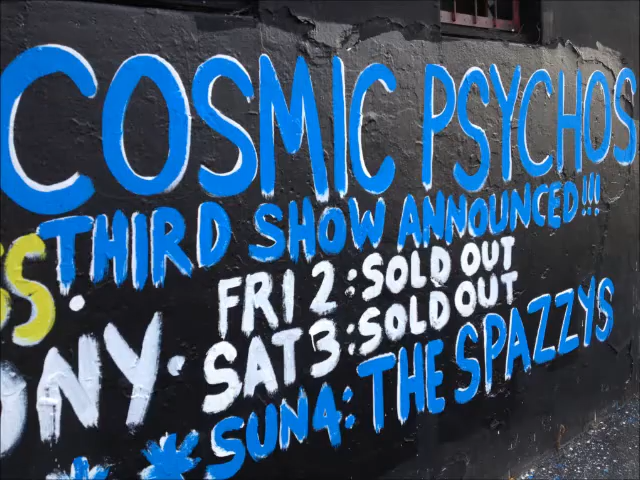 COSMIC PSYCHOS
THIRD SHOW ANNOUNCED!!!
FRI 2 : SOLD OUT
SAT 3 : SOLD OUT
SUN 4 : THE SPAZZYS